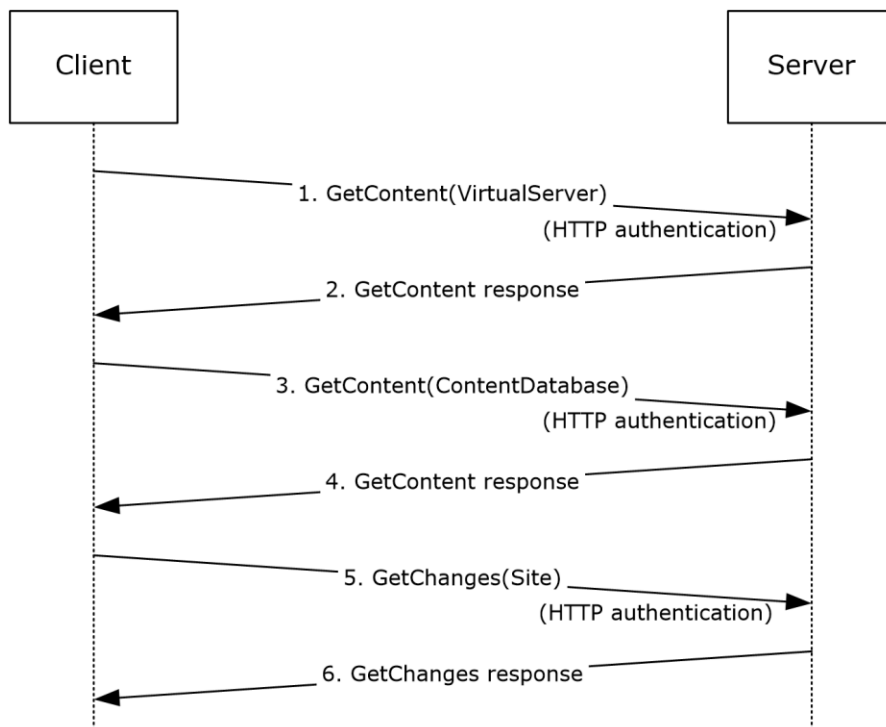 Client
Server
1. GetContent(VirtualServer)
(HTTP authentication)
2. GetContent response
3. GetContent(ContentDatabase)
(HTTP authentication)
4. GetContent response
5. GetChanges(Site)
(HTTP authentication)
6. GetChanges response